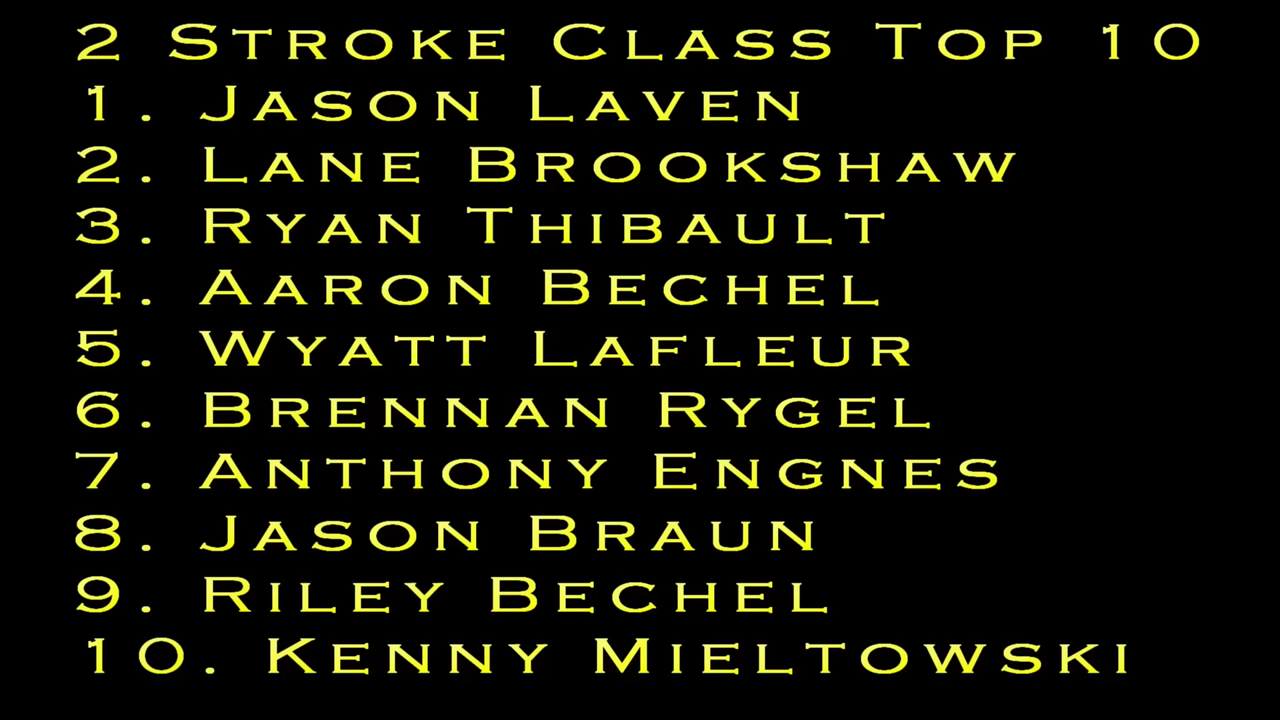 2 Stroke Class Top 10
1. Jason Laven
2. Lane Brookshaw
3. Ryan Thibault
4. Aaron Bechel
5. Wyatt Lafleur
6. Brennan Rygel
7. Anthony Engnes
8. Jason Braun
9. Riley Bechel
10. Kenny Mieltowski